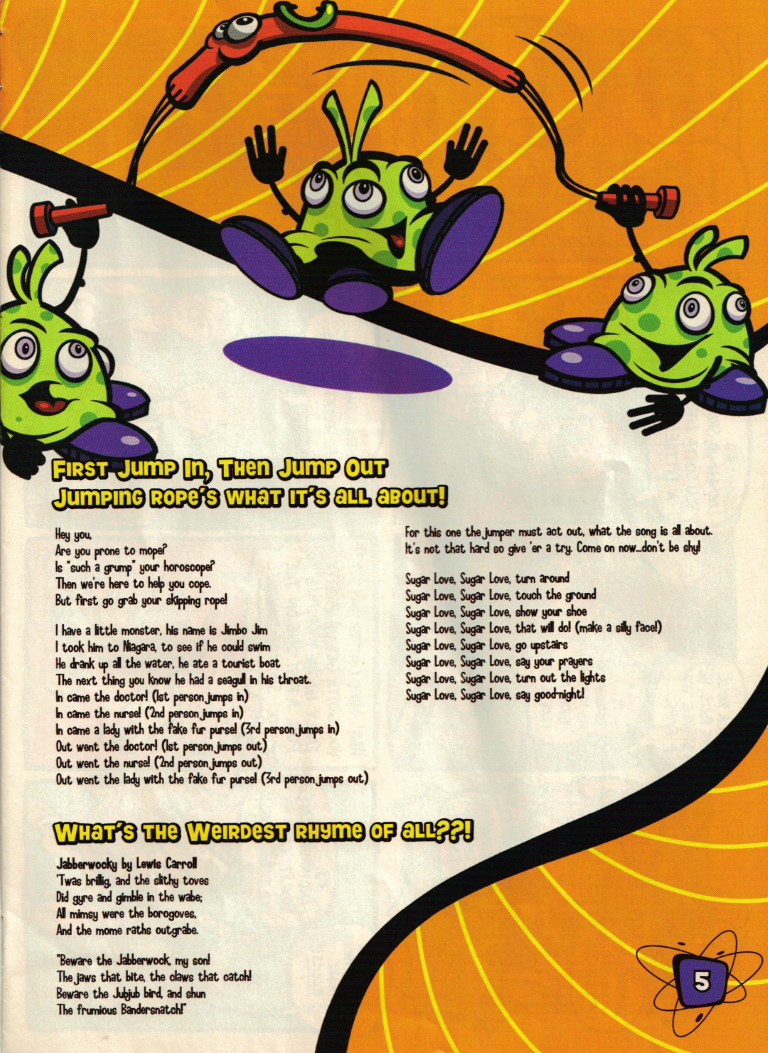 First Jump In, Then Jump Out
Jumping rope's what it's all about!
Hey you,
Are you prone to mope?
Is "such a grump" your horoscope?
Then we're here to help you cope.
But first go grab your skipping rope!
I have a little monster, his name is Jimbo Jim
I took him to Niagara, to see if he could swim
He drank up all the water, he ate a tourist boat
The next thing you know he had a seagull in his throat.
In came the doctor! (1st person jumps in)
In came the nurse! (2nd person jumps in)
In came a lady with the fake fur purse! (3rd person jumps in)
Out went the doctor! (1st person jumps out)
Out went the nurse! (2nd person jumps out)
Out went the lady with the fake fur purse! (3rd person jumps out)
For this one the jumper must act out, what the song is all about.
It's not that hard so give 'er a try. Come on now...don't be shy!
Sugar Love, Sugar Love, turn around
Sugar Love, Sugar Love, touch the ground
Sugar Love, Sugar Love, show your shoe
Sugar Love, Sugar Love, that will do! (make a silly face!)
Sugar Love, Sugar Love, go upstairs
Sugar Love, Sugar Love, say your prayers
Sugar Love, Sugar Love, turn out the lights
Sugar Love, Sugar Love, say good-night!
What's the Weirdest rhyme of all??!
Jabberwocky by Lewis Carroll
'Twas brillig, and the slithy toves
Did gyre and gimble in the wabe;
All mimsy were the borogoves,
And the mome raths outgrabe.
"Beware the Jabberwock, my son!
The jaws that bite, the claws that catch!
Beware the Jubjub bird, and shun
The frumious Bandersnatch!"
5